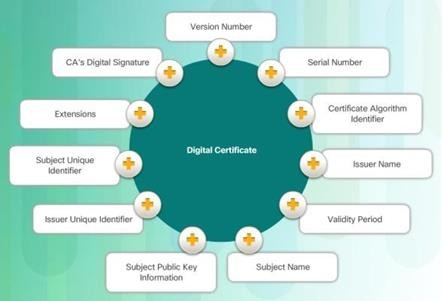 Version Number
CA's Digital Signature
Serial Number
Extensions
Certificate Algorithm
Identifier
Digital Certificate
Subject Unique
Identifier
Issuer Name
Issuer Unique Identifier
Validity Period
Subject Public Key
Information
Subject Name